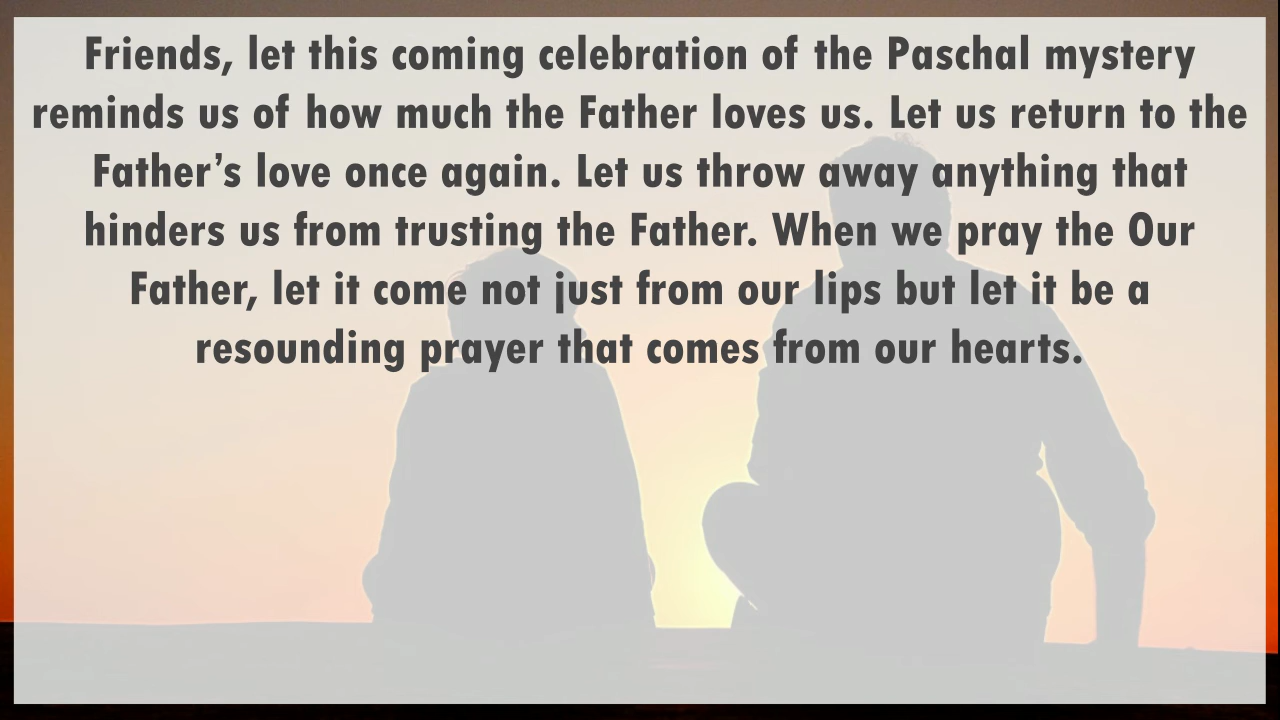 Friends, let this coming celebration of the Paschal mystery
reminds us of how much the Father loves us. Let us return to the
Father’s love once again. Let us throw away anything that
hinders us from trusting the Father. When we pray the Our
Father, let it come not just from our lips but let it be a
resounding prayer that comes from our hearts.